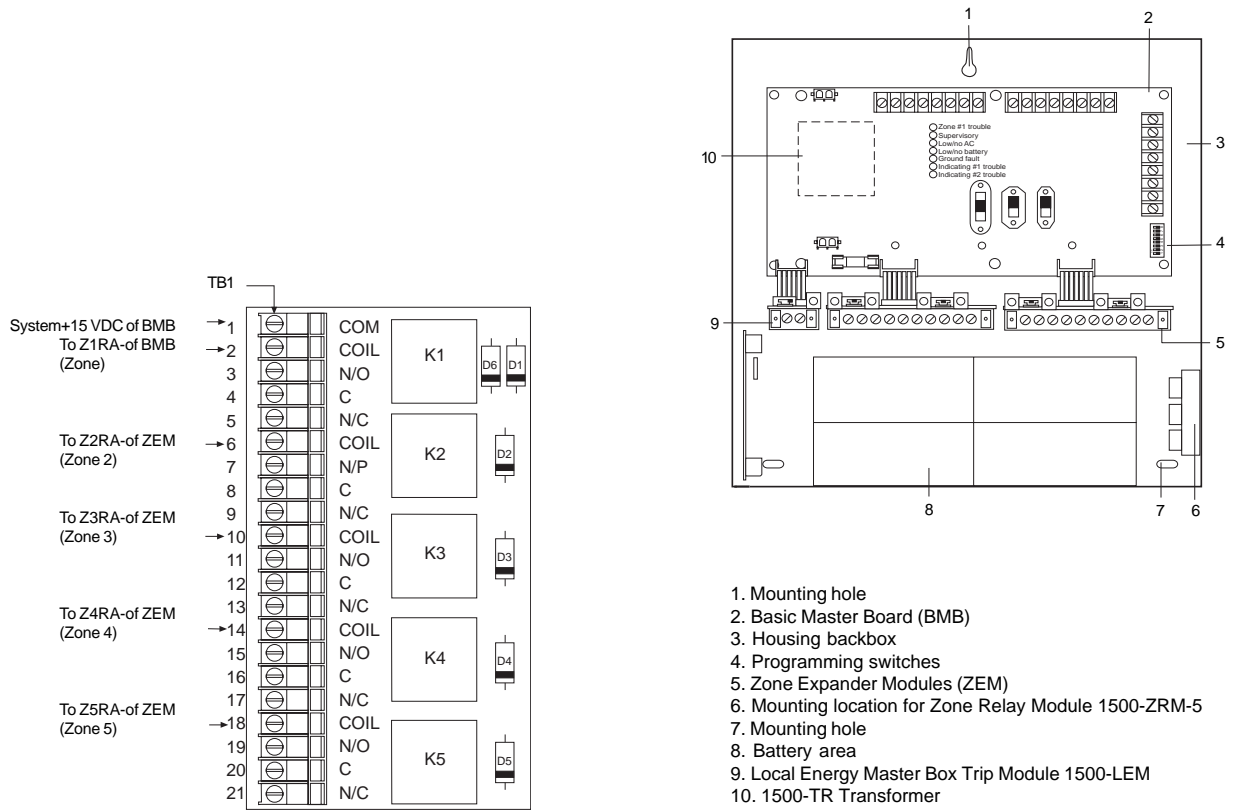 TB1
System+15 VDC of BMB
To Z1RA-of BMB
(Zone)
To Z2RA-of ZEM
(Zone 2)
To Z3RA-of ZEM
(Zone 3)
To Z4RA-of ZEM
(Zone 4)
To Z5RA-of ZEM
(Zone 5)
1 COM
2 COIL
3 N/O
4 C
5 N/C
6 COIL
7 N/P
8 C
9 N/C
10 COIL
11 N/O
12 C
13 N/C
14 COIL
15 N/O
16 C
17 N/C
18 COIL
19 N/O
20 C
21 N/C
K1
D6 D1
K2
D2
K3
D3
K4
D4
K5
D5
1
2
3
4
5
6
7
8
9
10
Zone #1 trouble
Supervisory
Low/no AC
Low/no battery
Ground fault
Indicating #1 trouble
Indicating #2 trouble
1. Mounting hole
2. Basic Master Board (BMB)
3. Housing backbox
4. Programming switches
5. Zone Expander Modules (ZEM)
6. Mounting location for Zone Relay Module 1500-ZRM-5
7. Mounting hole
8. Battery area
9. Local Energy Master Box Trip Module 1500-LEM
10. 1500-TR Transformer